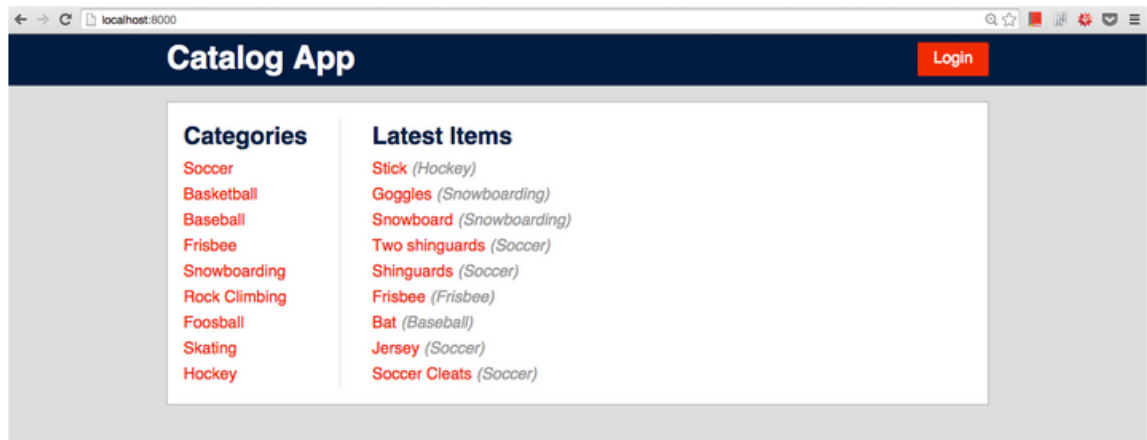 localhost:8000
Catalog App
Login
Categories
Soccer
Basketball
Baseball
Frisbee
Snowboarding
Rock Climbing
Foosball
Skating
Hockey
Latest Items
Stick (Hockey)
Goggles (Snowboarding)
Snowboard (Snowboarding)
Two shinguards (Soccer)
Shinguards (Soccer)
Frisbee (Frisbee)
Bat (Baseball)
Jersey (Soccer)
Soccer Cleats (Soccer)